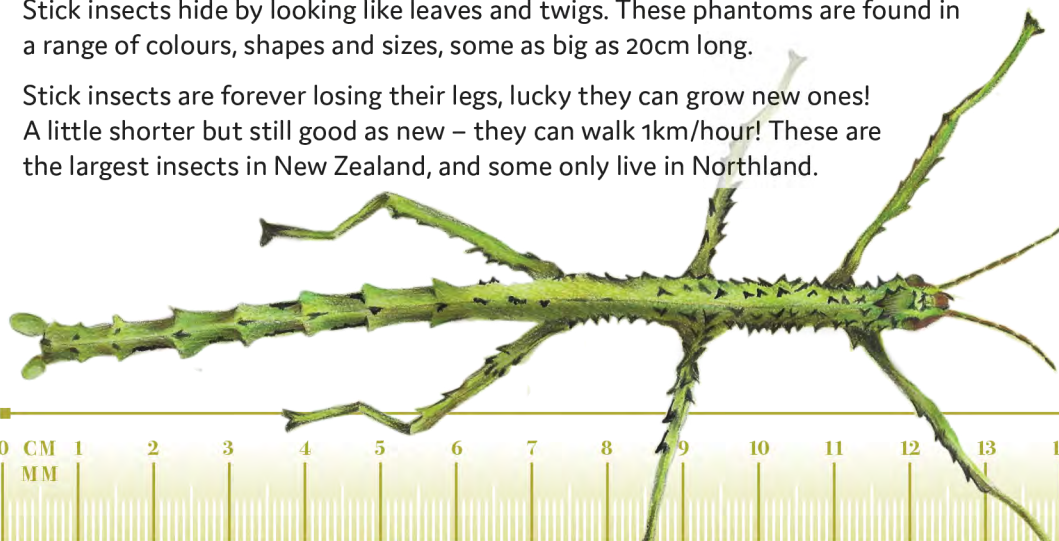 Stick insects hide by looking like leaves and twigs. These phantoms are found in
a range of colours, shapes and sizes, some as big as 20cm long.
Stick insects are forever losing their legs, lucky they can grow new ones!
A little shorter but still good as new – they can walk 1km/hour! These are
the largest insects in New Zealand, and some only live in Northland.
0 CM 1 2 3 4 5 6 7 8 9 10 11 12 13
MM